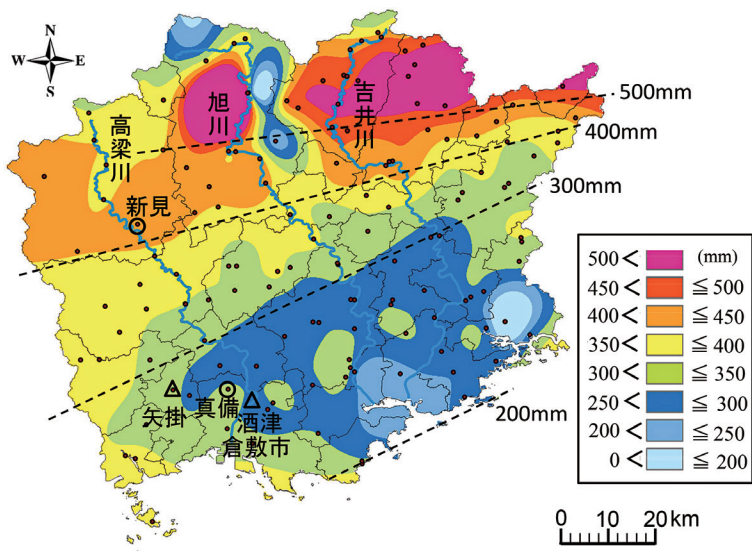 N
W E
S
旭川
吉井川
高梁川
500mm
400mm
新見
300mm
(mm)
500 <
450 < ≦ 500
400 < ≦ 450
350 < ≦ 400
300 < ≦ 350
250 < ≦ 300
200 < ≦ 250
0 < ≦ 200
矢掛
真備
酒津
倉敷市
200mm
0 10 20 km